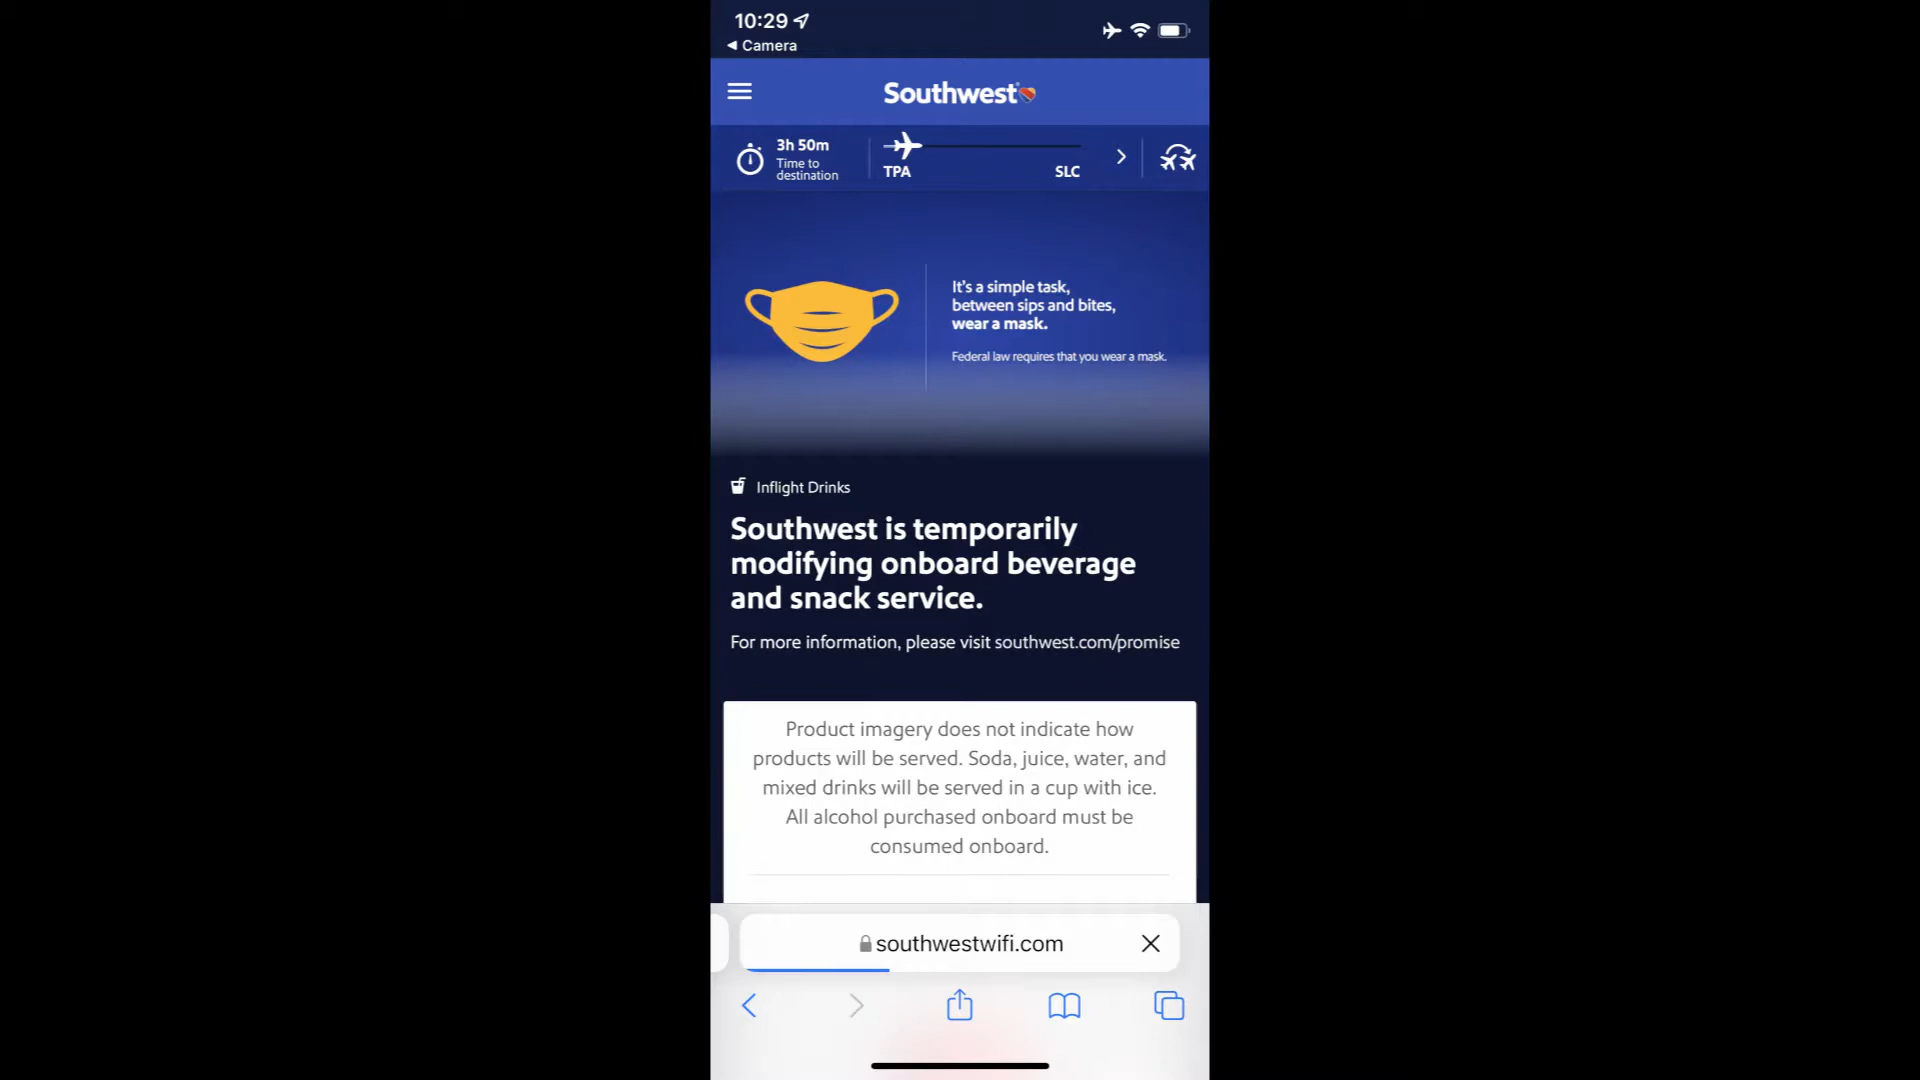 10:29
Camera
Southwest
3h 50m
Time to
destination
TPA
SLC
It's a simple task,
between sips and bites,
wear a mask.
Federal law requires that you wear a mask.
Inflight Drinks
Southwest is temporarily
modifying onboard beverage
and snack service.
For more information, please visit southwest.com/promise
Product imagery does not indicate how
products will be served. Soda, juice, water, and
mixed drinks will be served in a cup with ice.
All alcohol purchased onboard must be
consumed onboard.
southwestwifi.com